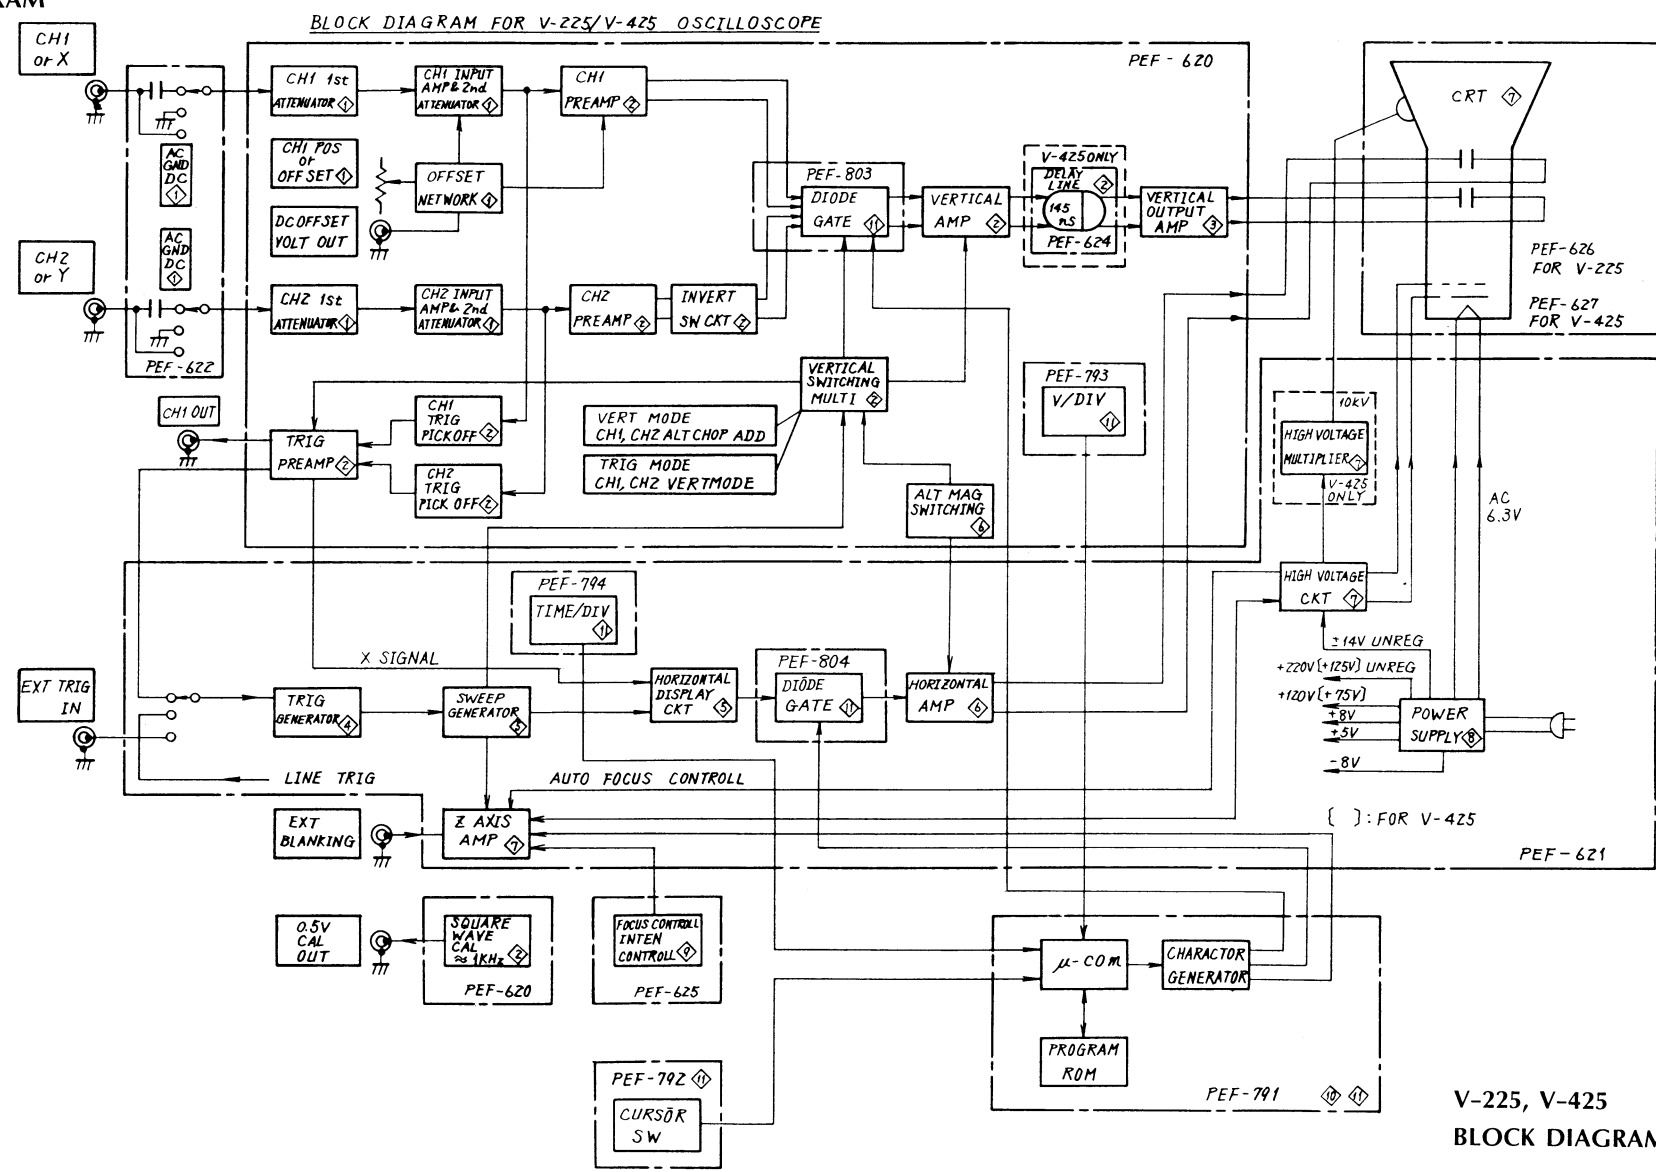 BLOCK DIAGRAM FOR V-225/V-425 OSCILLOSCOPE
CH1
or X
AC
GND
DC 1
AC
GND
DC 1
CH2
or Y
PEF-622
CH1 1st
ATTENUATOR 1
CH1 INPUT
AMP & 2nd
ATTENUATOR 1
CH1
PREAMP 2
PEF-620
CH1 POS
or
OFFSET 1
OFFSET
NETWORK 1
DC OFFSET
VOLT OUT
PEF-803
DIODE
GATE 11
VERTICAL
AMP 2
V-425 ONLY
DELAY
LINE 2
145
nS
PEF-624
VERTICAL
OUTPUT
AMP 3
CRT 7
PEF-626
FOR V-225
PEF-627
FOR V-425
CH2 1st
ATTENUATOR 1
CH2 INPUT
AMP & 2nd
ATTENUATOR 1
CH2
PREAMP 2
INVERT
SW CKT 2
VERTICAL
SWITCHING
MULTI 2
PEF-793
V/DIV
11
CH1 OUT
TRIG
PREAMP 2
CH1
TRIG
PICKOFF 2
CH2
TRIG
PICK OFF 2
VERT MODE
CH1, CH2 ALT CHOP ADD
TRIG MODE
CH1, CH2 VERTMODE
ALT MAG
SWITCHING
6
10KV
HIGH VOLTAGE
MULTIPLIER 7
V-425
ONLY
AC
6.3V
PEF-794
TIME/DIV
11
HIGH VOLTAGE
CKT 7
±14V UNREG
+220V [+125V] UNREG
+120V [+75V]
+8V
+5V
-8V
POWER
SUPPLY 8
X SIGNAL
EXT TRIG
IN
TRIG
GENERATOR 4
SWEEP
GENERATOR 5
HORIZONTAL
DISPLAY
CKT 5
PEF-804
DIODE
GATE 11
HORIZONTAL
AMP 6
LINE TRIG
AUTO FOCUS CONTROLL
EXT
BLANKING
Z AXIS
AMP 7
[ ]: FOR V-425
PEF-621
0.5V
CAL
OUT
SQUARE
WAVE
CAL
≈1KHz 2
PEF-620
FOCUS CONTROLL
INTEN
CONTROLL 9
PEF-625
μ-COM
CHARACTOR
GENERATOR
PROGRAM
ROM
PEF-791 10 11
PEF-792 11
CURSOR
SW
V-225, V-425
BLOCK DIAGRAM